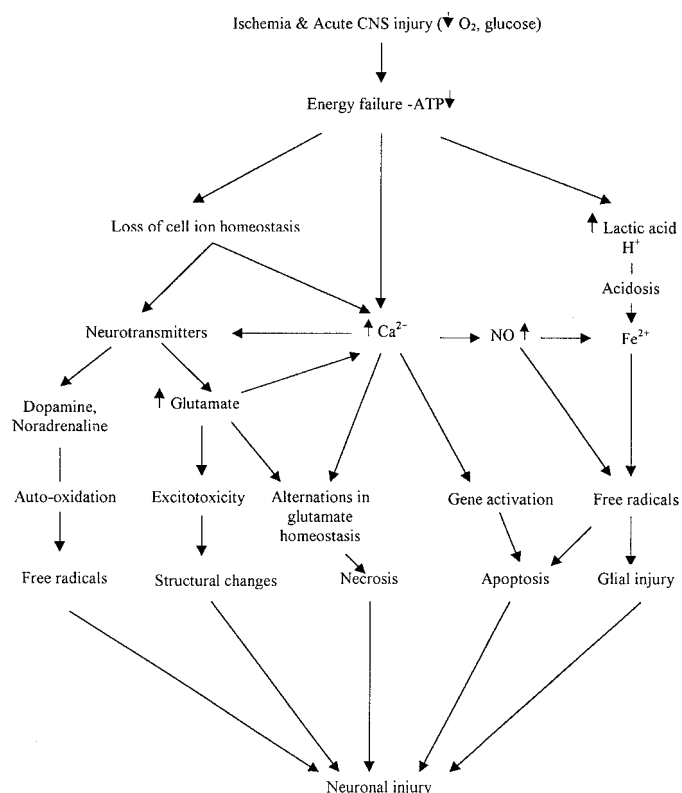 Ischemia & Acute CNS injury (↓ O₂, glucose)
Energy failure -ATP↓
Loss of cell ion homeostasis
↑ Lactic acid
H⁺
Acidosis
Neurotransmitters
↑ Ca²⁻
NO ↑
Fe²⁺
Dopamine,
Noradrenaline
↑ Glutamate
Auto-oxidation
Excitotoxicity
Alternations in
glutamate
homeostasis
Gene activation
Free radicals
Free radicals
Structural changes
Necrosis
Apoptosis
Glial injury
Neuronal injury